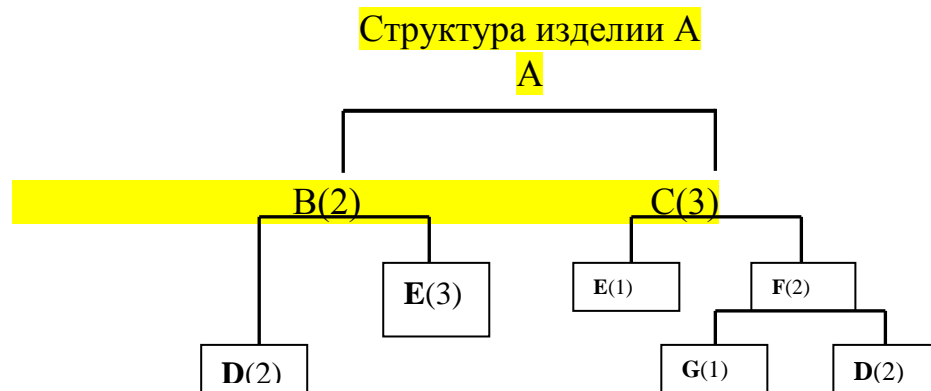 Структура изделии А
А
В(2) С(3)
E(3) E(1) F(2)
D(2) G(1) D(2)